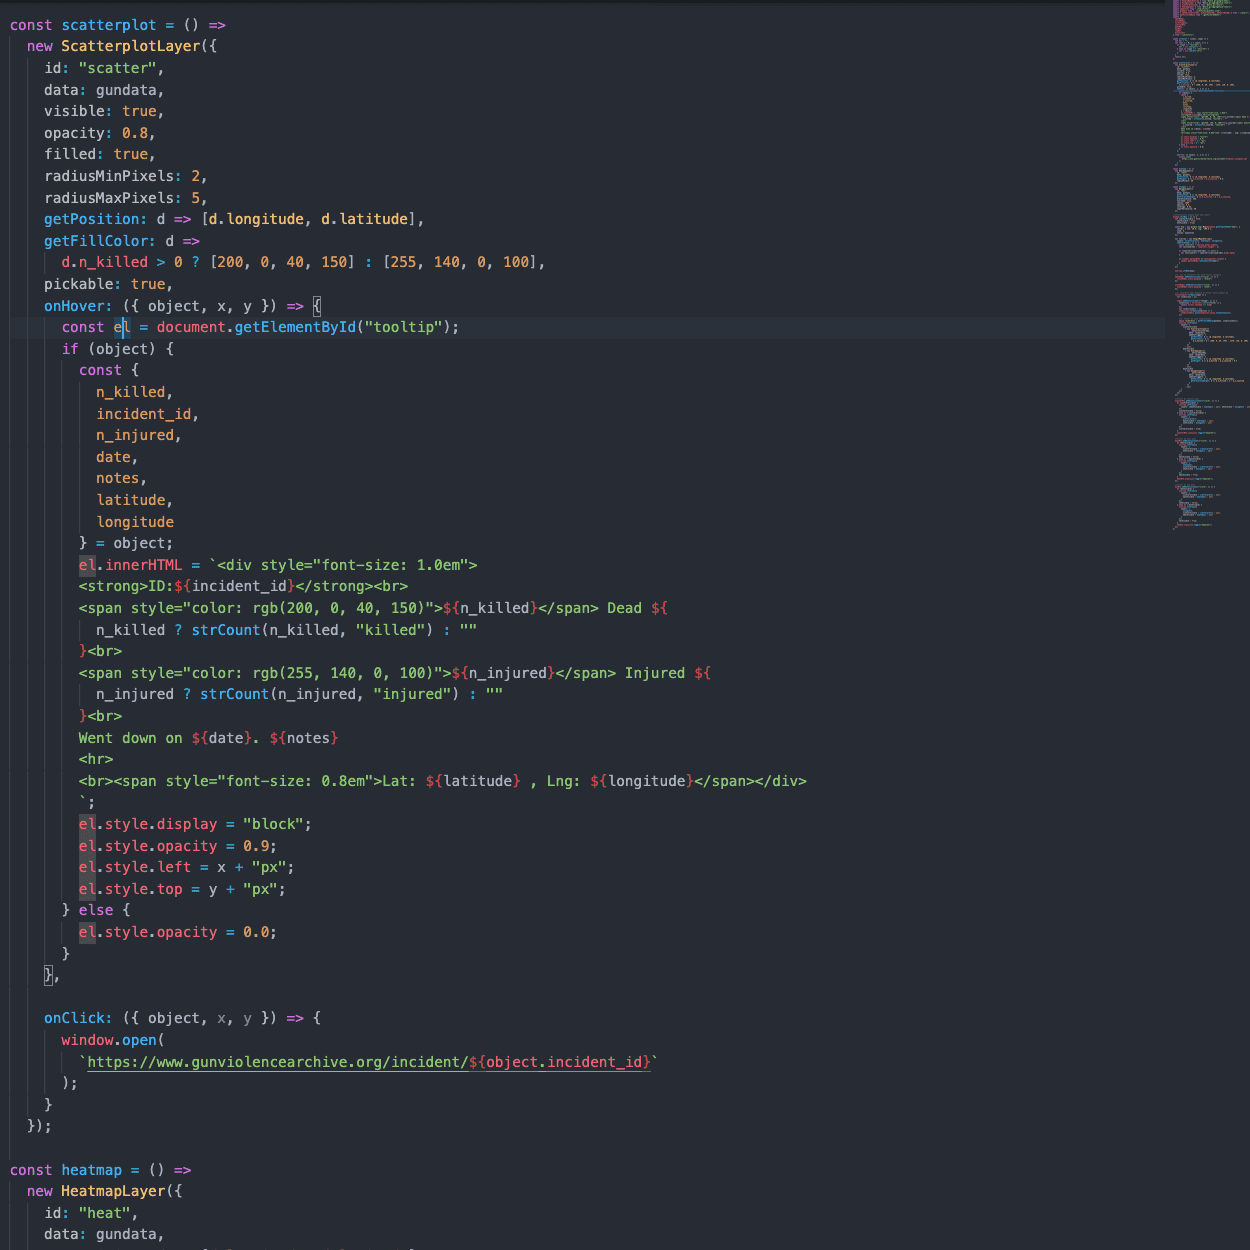 const scatterplot = () =>
new ScatterplotLayer({
id: "scatter",
data: gundata,
visible: true,
opacity: 0.8,
filled: true,
radiusMinPixels: 2,
radiusMaxPixels: 5,
getPosition: d => [d.longitude, d.latitude],
getFillColor: d =>
d.n_killed > 0 ? [200, 0, 40, 150] : [255, 140, 0, 100],
pickable: true,
onHover: ({ object, x, y }) => {
const el = document.getElementById("tooltip");
if (object) {
const {
n_killed,
incident_id,
n_injured,
date,
notes,
latitude,
longitude
} = object;
el.innerHTML = `<div style="font-size: 1.0em">
<strong>ID:${incident_id}</strong><br>
<span style="color: rgb(200, 0, 40, 150)">${n_killed}</span> Dead ${
n_killed ? strCount(n_killed, "killed") : ""
}<br>
<span style="color: rgb(255, 140, 0, 100)">${n_injured}</span> Injured ${
n_injured ? strCount(n_injured, "injured") : ""
}<br>
Went down on ${date}. ${notes}
<hr>
<br><span style="font-size: 0.8em">Lat: ${latitude} , Lng: ${longitude}</span></div>
`;
el.style.display = "block";
el.style.opacity = 0.9;
el.style.left = x + "px";
el.style.top = y + "px";
} else {
el.style.opacity = 0.0;
}
},
onClick: ({ object, x, y }) => {
window.open(
`https://www.gunviolencearchive.org/incident/${object.incident_id}`
);
}
});
const heatmap = () =>
new HeatmapLayer({
id: "heat",
data: gundata,